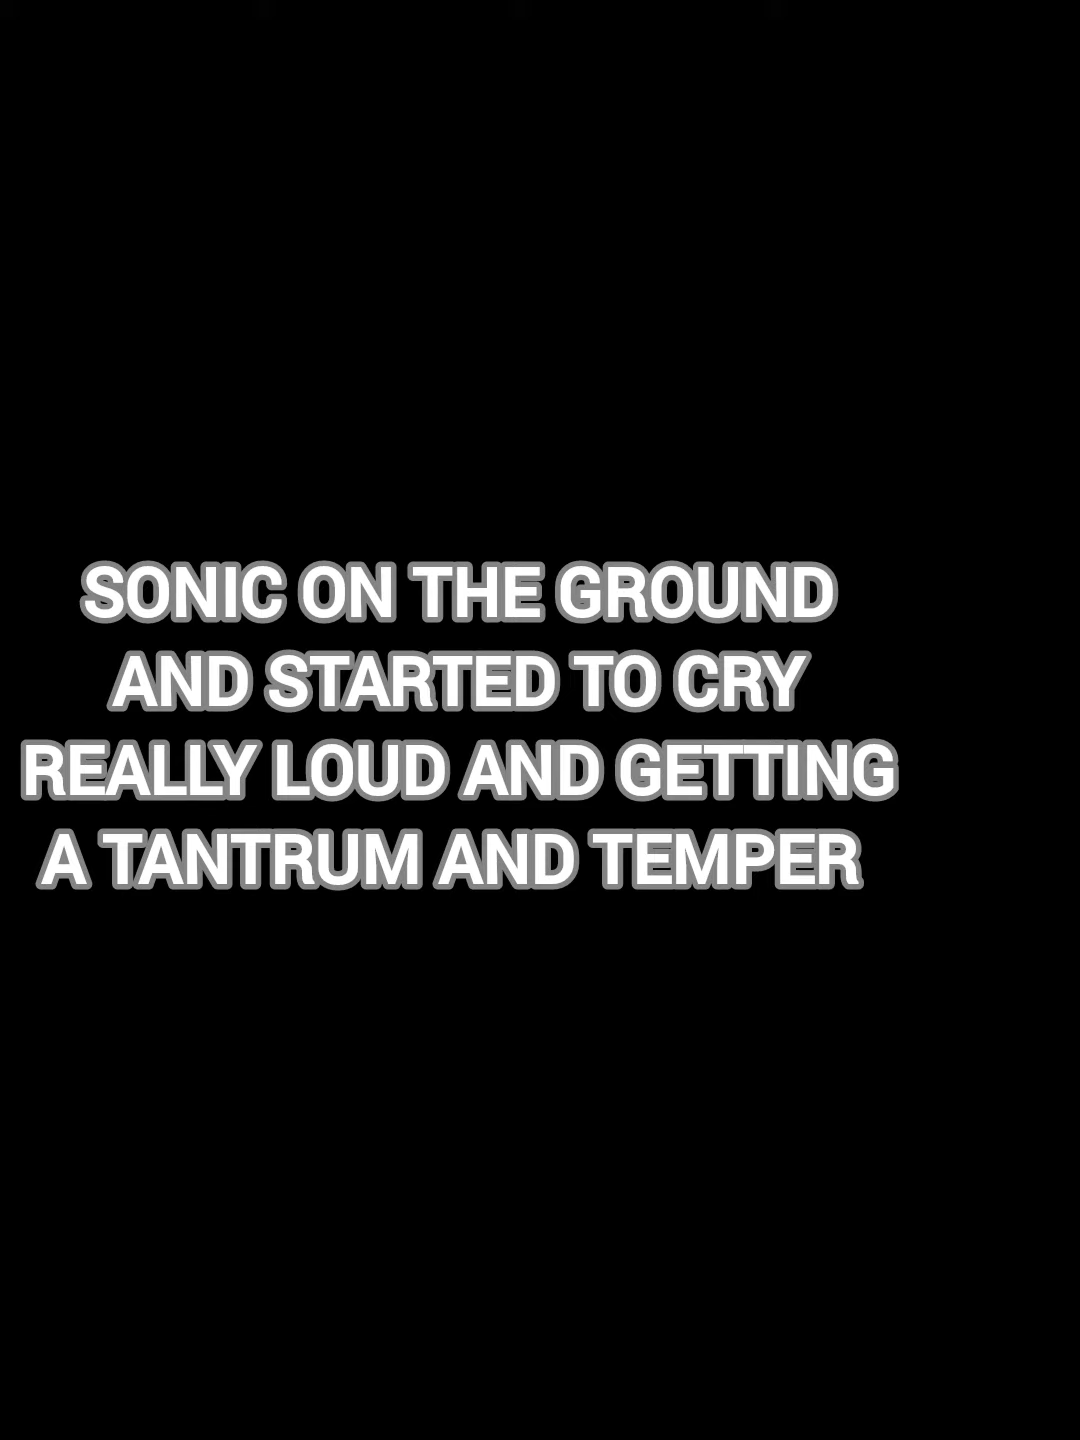 SONIC ON THE GROUND
AND STARTED TO CRY
REALLY LOUD AND GETTING
A TANTRUM AND TEMPER